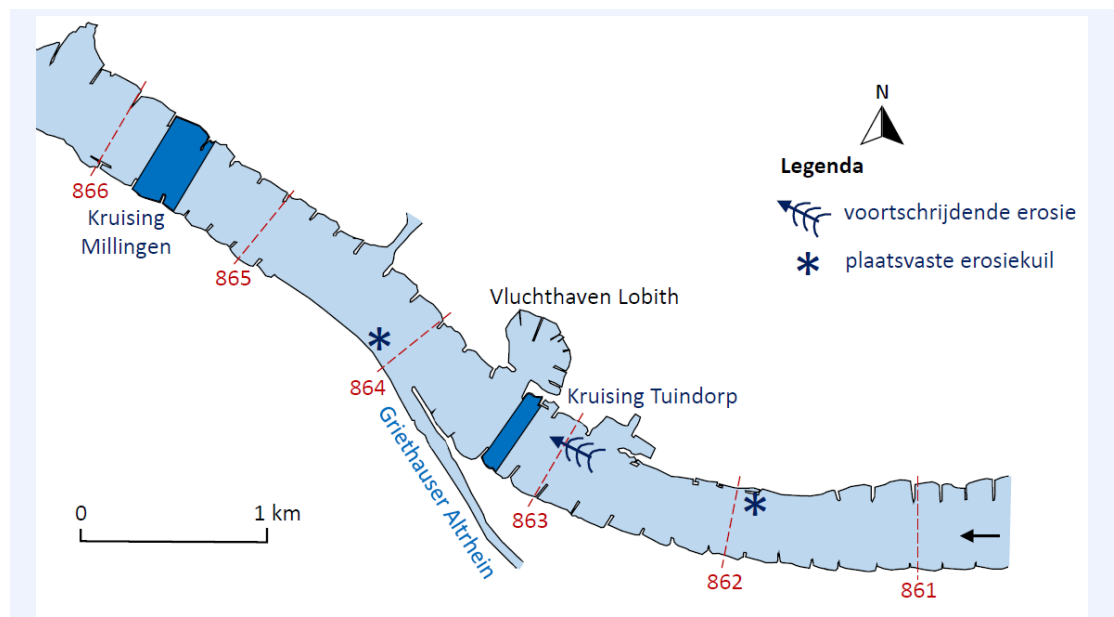 N
Legenda
voortschrijdende erosie
plaatsvaste erosiekuil
866
Kruising
Millingen
865
Vluchthaven Lobith
864
Kruising Tuindorp
Griethauser Altrhein
863
862
861
0 1 km